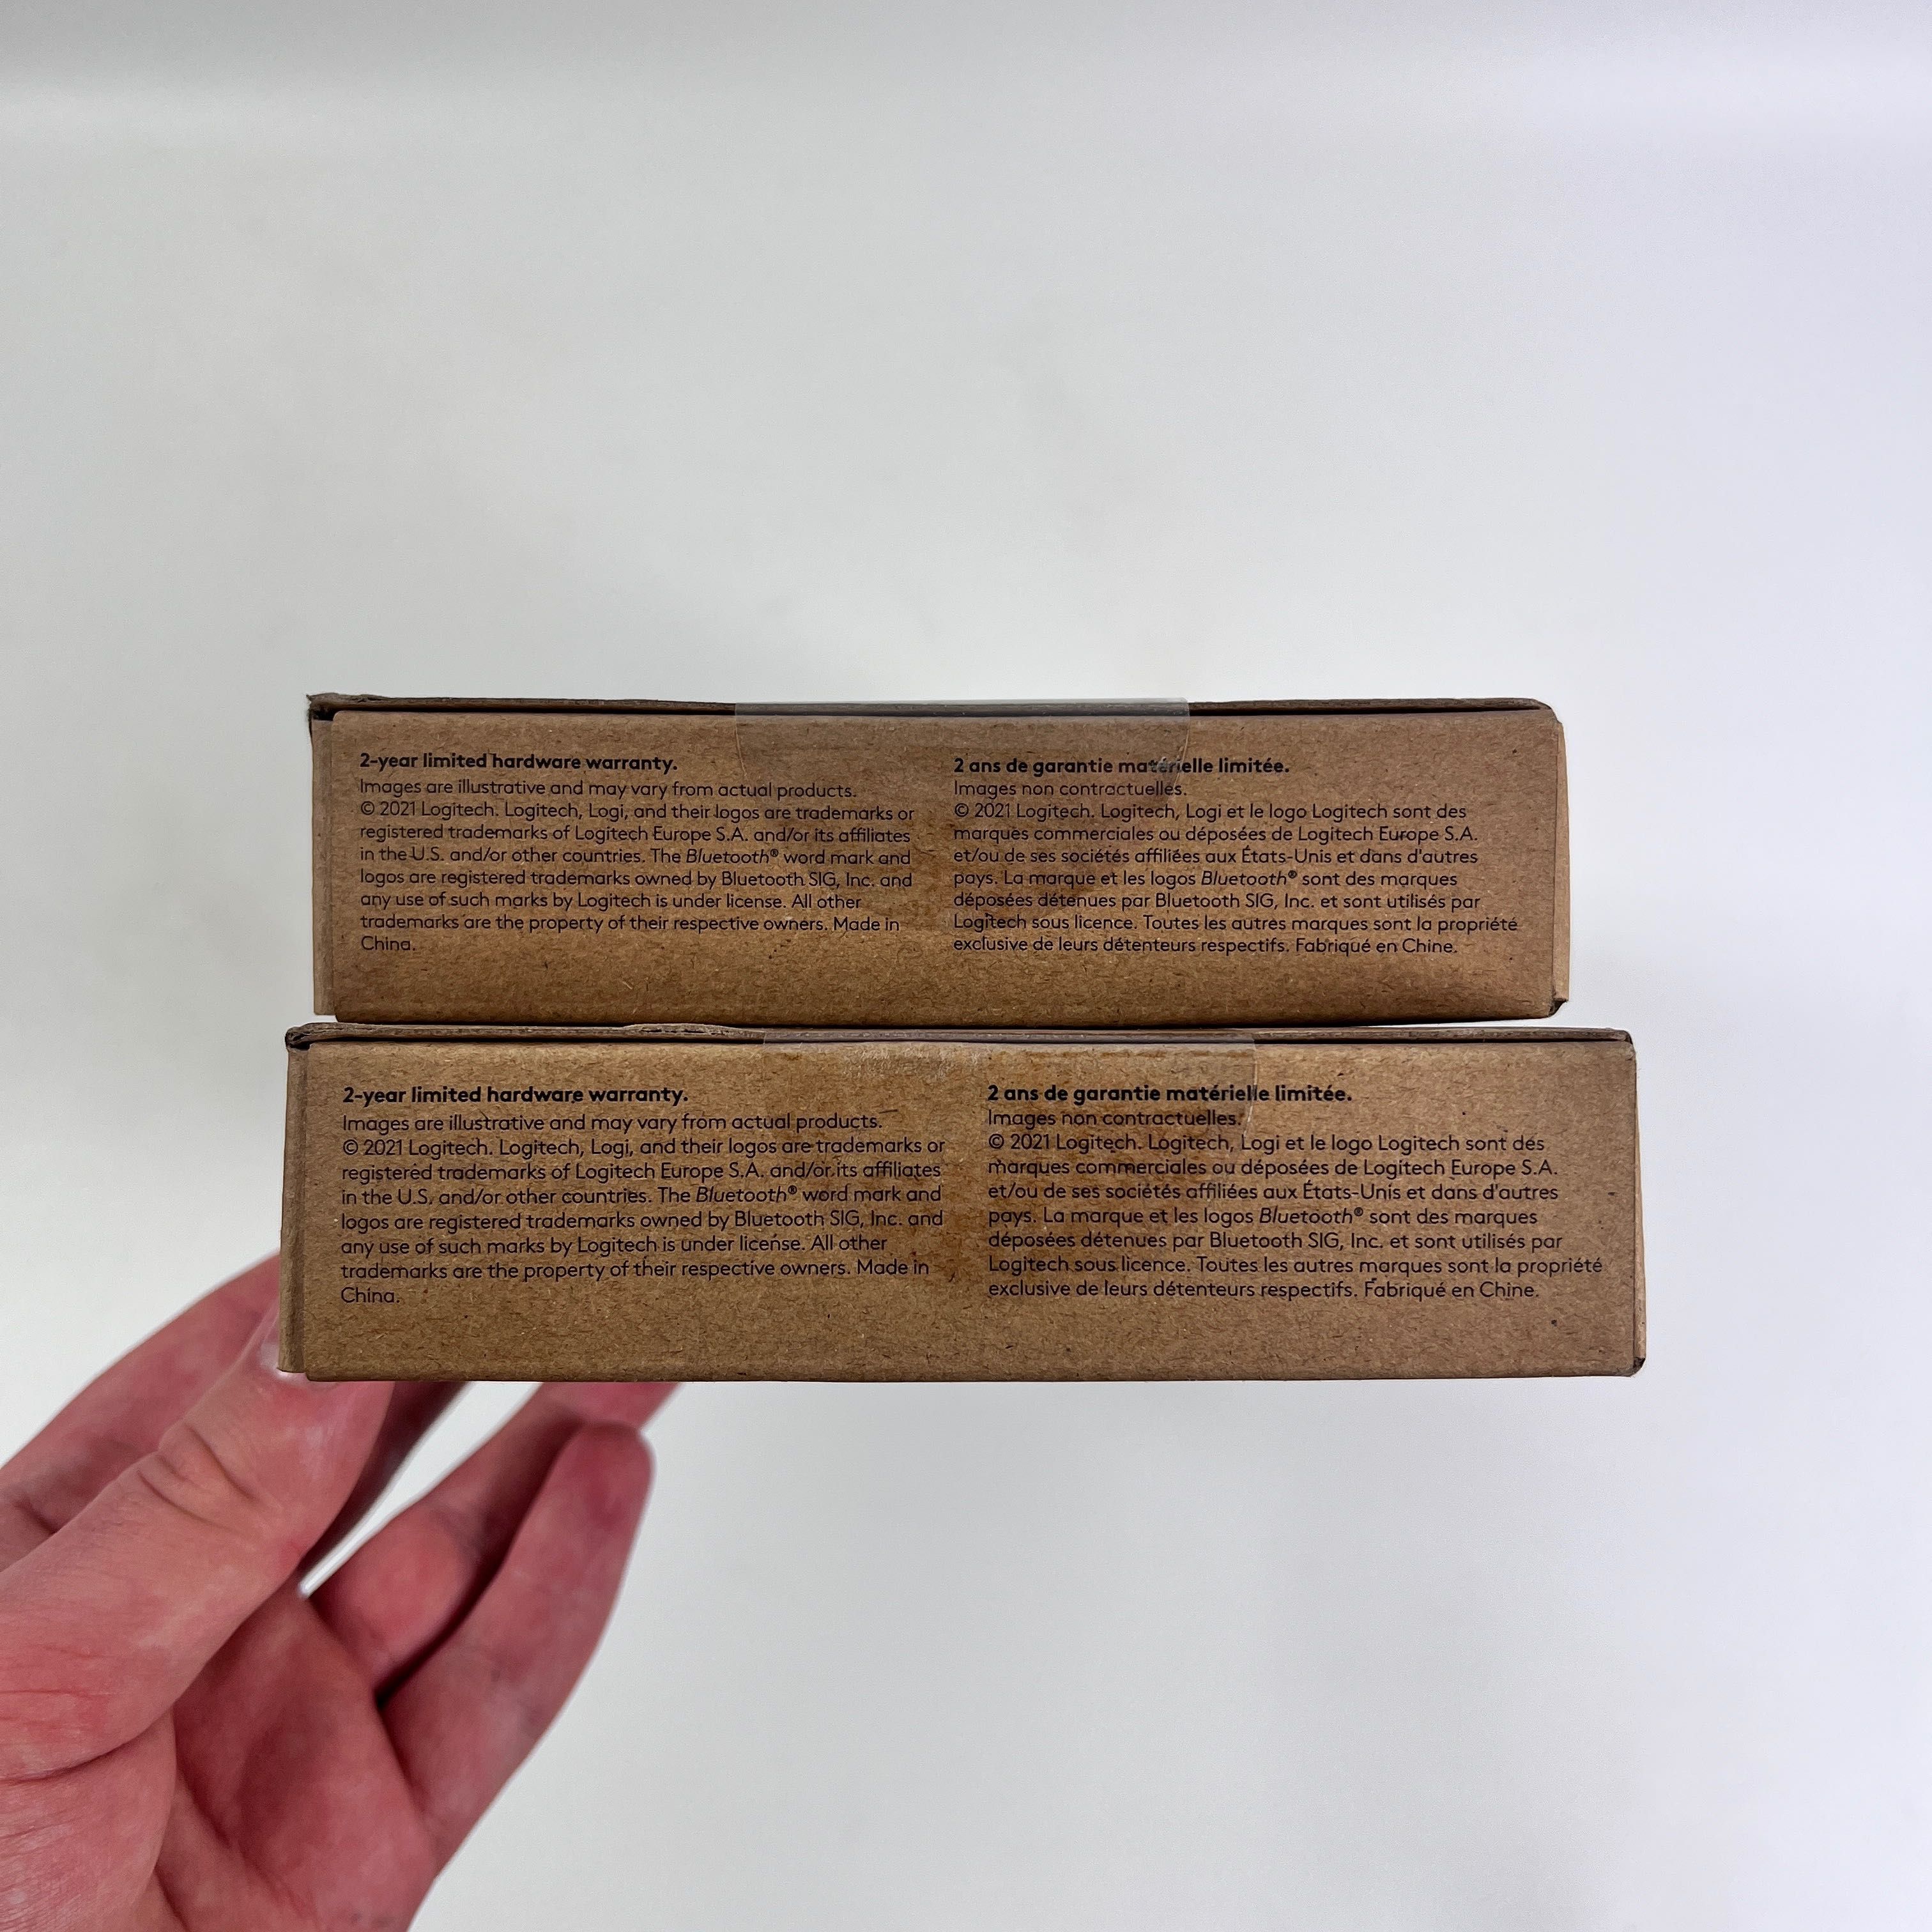 2-year limited hardware warranty.
Images are illustrative and may vary from actual products.
© 2021 Logitech. Logitech, Logi, and their logos are trademarks or
registered trademarks of Logitech Europe S.A. and/or its affiliates
in the U.S. and/or other countries. The Bluetooth® word mark and
logos are registered trademarks owned by Bluetooth SIG, Inc. and
any use of such marks by Logitech is under license. All other
trademarks are the property of their respective owners. Made in
China.
2 ans de garantie matérielle limitée.
Images non contractuelles.
© 2021 Logitech. Logitech, Logi et le logo Logitech sont des
marques commerciales ou déposées de Logitech Europe S.A.
et/ou de ses sociétés affiliées aux États-Unis et dans d'autres
pays. La marque et les logos Bluetooth® sont des marques
déposées détenues par Bluetooth SIG, Inc. et sont utilisés par
Logitech sous licence. Toutes les autres marques sont la propriété
exclusive de leurs détenteurs respectifs. Fabriqué en Chine.
2-year limited hardware warranty.
Images are illustrative and may vary from actual products.
© 2021 Logitech. Logitech, Logi, and their logos are trademarks or
registered trademarks of Logitech Europe S.A. and/or its affiliates
in the U.S. and/or other countries. The Bluetooth® word mark and
logos are registered trademarks owned by Bluetooth SIG, Inc. and
any use of such marks by Logitech is under license. All other
trademarks are the property of their respective owners. Made in
China.
2 ans de garantie matérielle limitée.
Images non contractuelles.
© 2021 Logitech. Logitech, Logi et le logo Logitech sont des
marques commerciales ou déposées de Logitech Europe S.A.
et/ou de ses sociétés affiliées aux États-Unis et dans d'autres
pays. La marque et les logos Bluetooth® sont des marques
déposées détenues par Bluetooth SIG, Inc. et sont utilisés par
Logitech sous licence. Toutes les autres marques sont la propriété
exclusive de leurs détenteurs respectifs. Fabriqué en Chine.